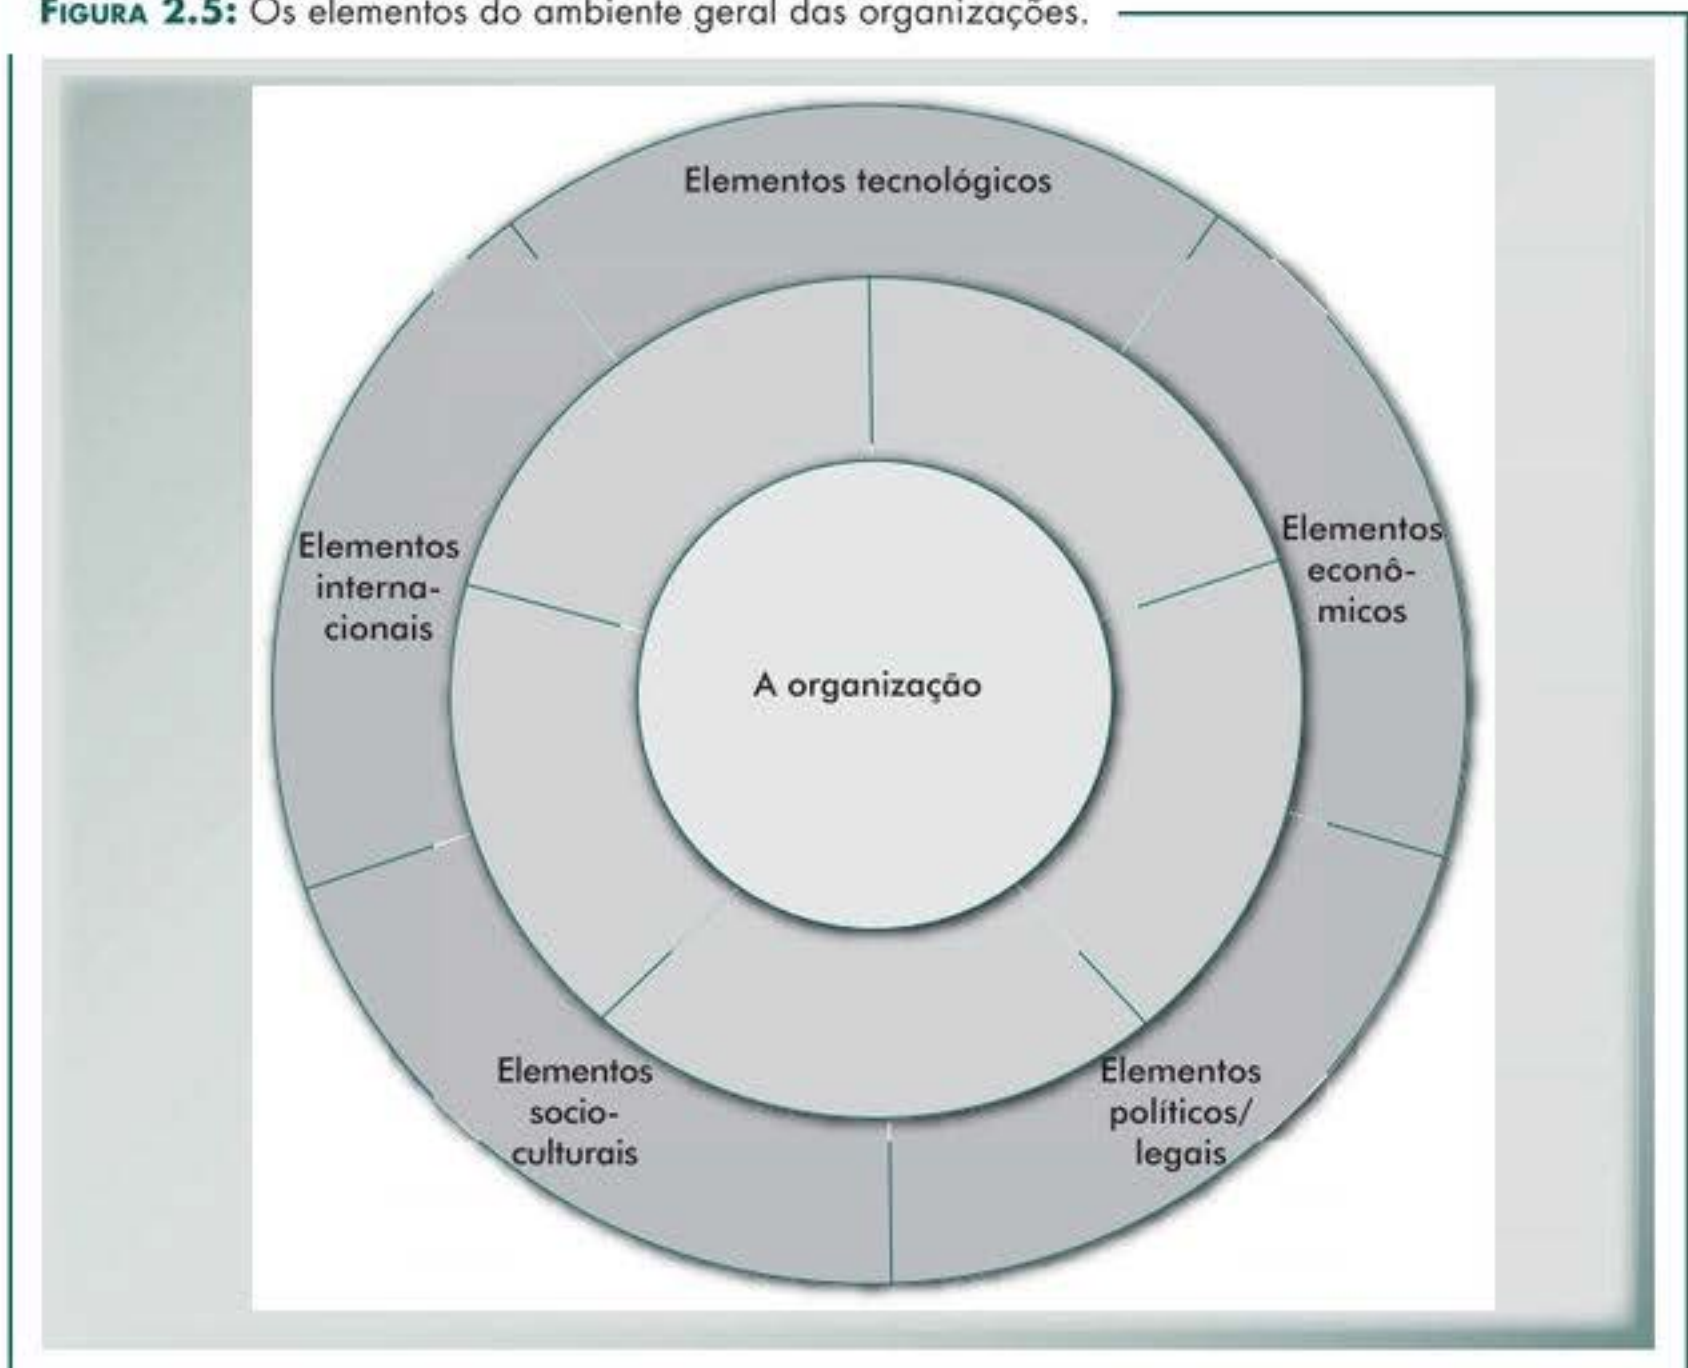 FIGURA 2.5: Os elementos do ambiente geral das organizações.
Elementos tecnológicos
Elementos
interna-
cionais
Elementos
econô-
micos
A organização
Elementos
socio-
culturais
Elementos
políticos/
legais